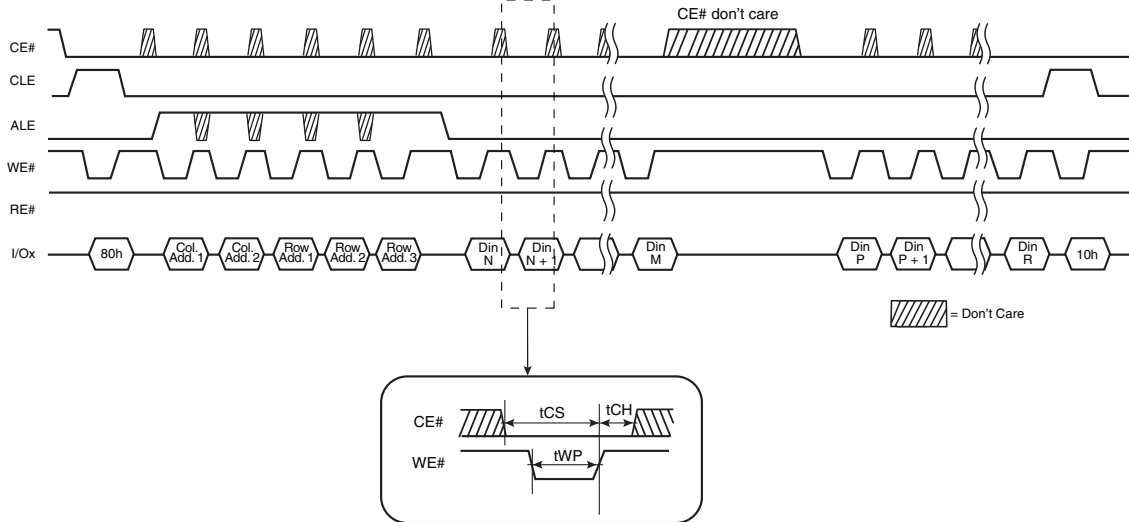 CE# don't care
CE#
CLE
ALE
WE#
RE#
I/Ox
80h
Col. Add. 1
Col. Add. 2
Row Add. 1
Row Add. 2
Row Add. 3
Din N
Din N + 1
Din M
Din P
Din P + 1
Din R
10h
= Don't Care
CE#
tCS
tCH
WE#
tWP